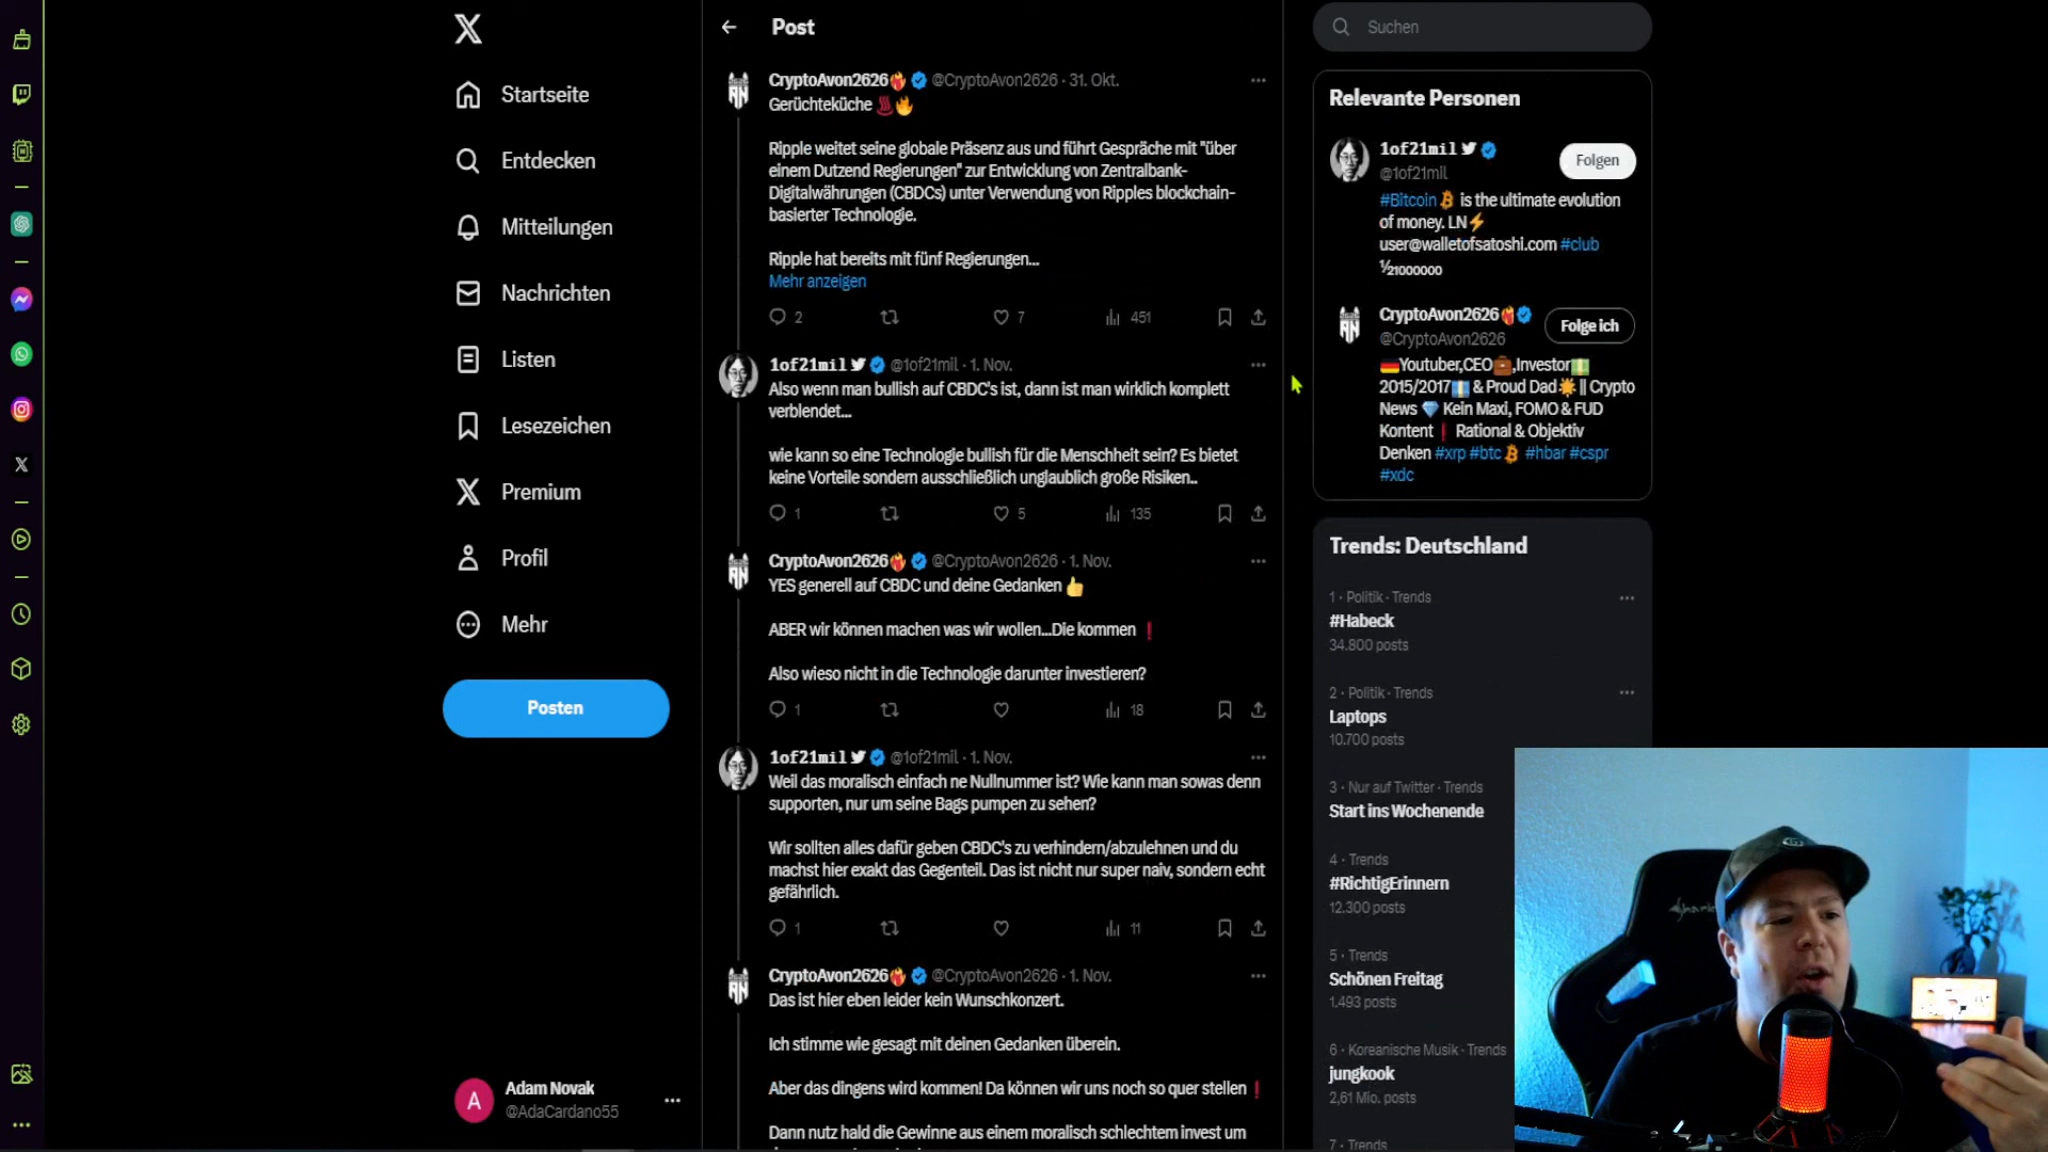 Startseite
Entdecken
Mitteilungen
Nachrichten
Listen
Lesezeichen
Premium
Profil
Mehr
Posten
A
Adam Novak
@AdaCardano55
Post
CryptoAvon2626 @CryptoAvon2626 · 31. Okt.
Gerüchteküche
Ripple weitet seine globale Präsenz aus und führt Gespräche mit "über
einem Dutzend Regierungen" zur Entwicklung von Zentralbank-
Digitalwährungen (CBDCs) unter Verwendung von Ripples blockchain-
basierter Technologie.
Ripple hat bereits mit fünf Regierungen...
Mehr anzeigen
2 7 451
1of21mil @1of21mil · 1. Nov.
Also wenn man bullish auf CBDC's ist, dann ist man wirklich komplett
verblendet...
wie kann so eine Technologie bullish für die Menschheit sein? Es bietet
keine Vorteile sondern ausschließlich unglaublich große Risiken..
1 5 135
CryptoAvon2626 @CryptoAvon2626 · 1. Nov.
YES generell auf CBDC und deine Gedanken 👍
ABER wir können machen was wir wollen...Die kommen ❗
Also wieso nicht in die Technologie darunter investieren?
1 18
1of21mil @1of21mil · 1. Nov.
Weil das moralisch einfach ne Nullnummer ist? Wie kann man sowas denn
supporten, nur um seine Bags pumpen zu sehen?
Wir sollten alles dafür geben CBDC's zu verhindern/abzulehnen und du
machst hier exakt das Gegenteil. Das ist nicht nur super naiv, sondern echt
gefährlich.
1 11
CryptoAvon2626 @CryptoAvon2626 · 1. Nov.
Das ist hier eben leider kein Wunschkonzert.
Ich stimme wie gesagt mit deinen Gedanken überein.
Aber das dingens wird kommen! Da können wir uns noch so quer stellen ❗
Dann nutz hald die Gewinne aus einem moralisch schlechtem invest um
Suchen
Relevante Personen
1of21mil
@1of21mil
Folgen
#Bitcoin is the ultimate evolution
of money. LN⚡
user@walletofsatoshi.com #club
½1000000
CryptoAvon2626
@CryptoAvon2626
Folge ich
Youtuber,CEO💼,Investor💵
2015/2017💶 & Proud Dad☀️|| Crypto
News 💎 Kein Maxi, FOMO & FUD
Kontent❗ Rational & Objektiv
Denken #xrp #btc #hbar #cspr
#xdc
Trends: Deutschland
1 · Politik · Trends
#Habeck
34.800 posts
2 · Politik · Trends
Laptops
10.700 posts
3 · Nur auf Twitter · Trends
Start ins Wochenende
4 · Trends
#RichtigErinnern
12.300 posts
5 · Trends
Schönen Freitag
1.493 posts
6 · Koreanische Musik · Trends
jungkook
2,61 Mio. posts
7 · Trends